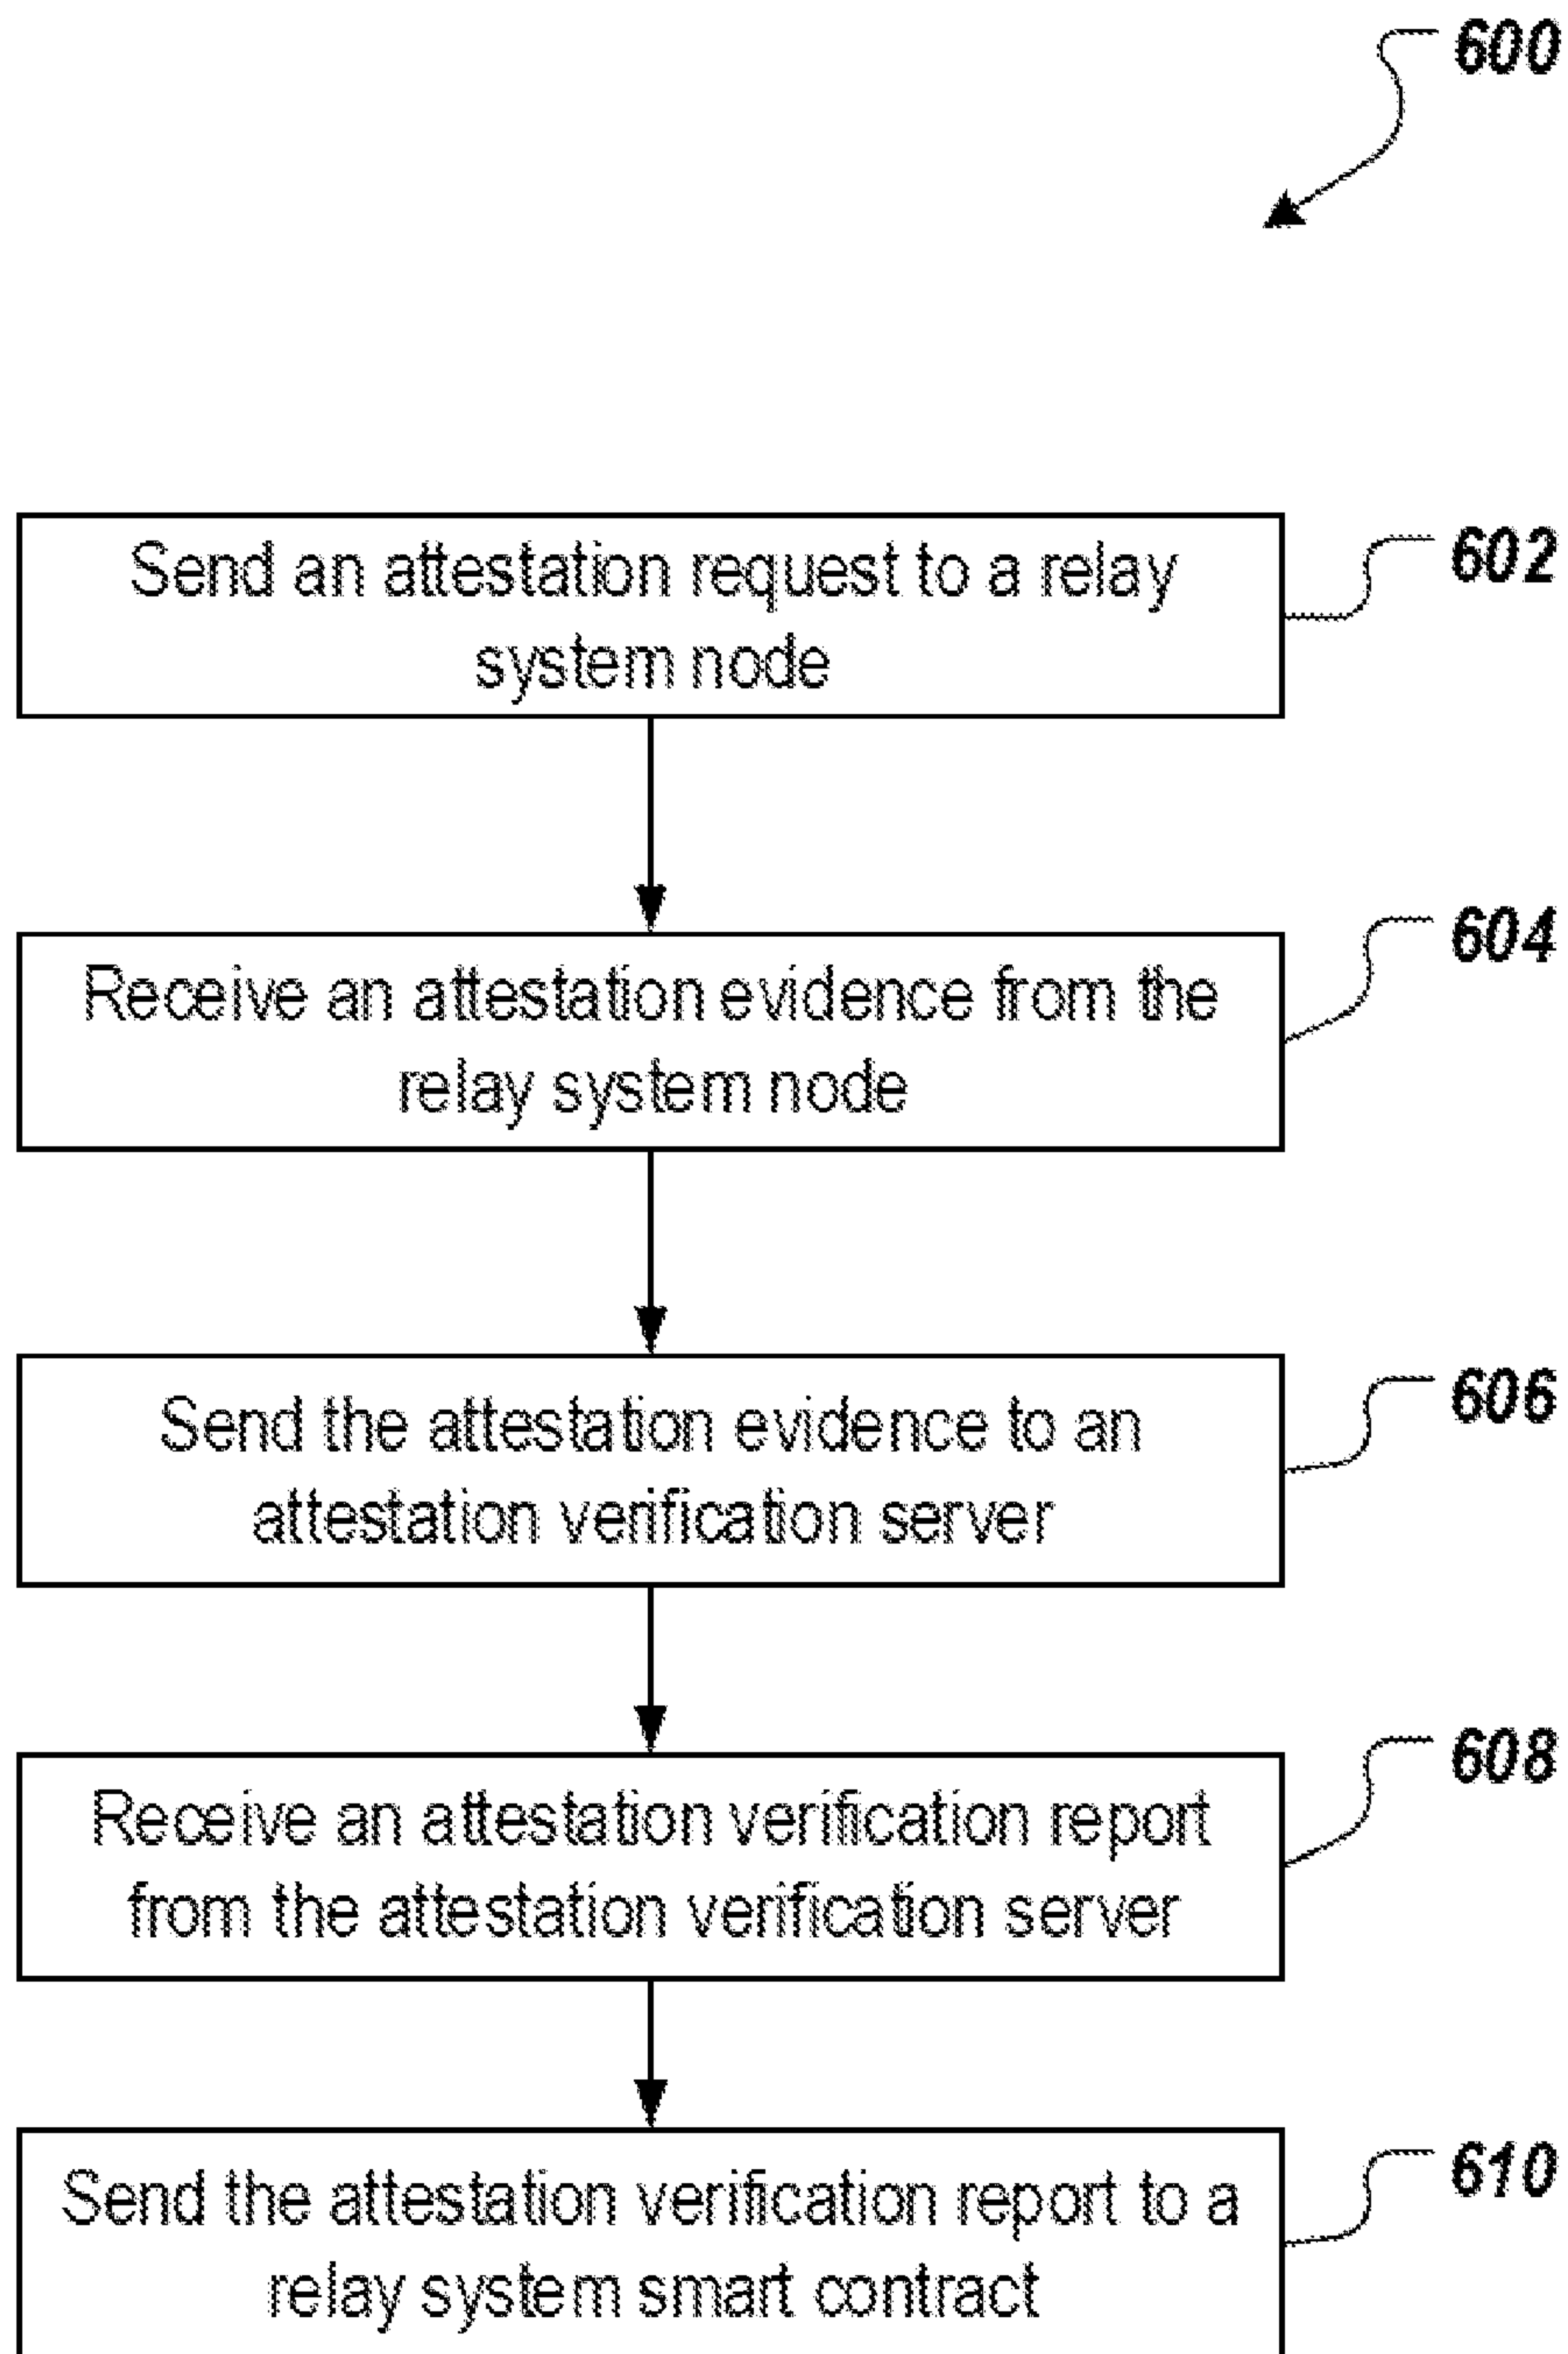 600
Send an attestation request to a relay
system node
602
Receive an attestation evidence from the
relay system node
604
Send the attestation evidence to an
attestation verification server
606
Receive an attestation verification report
from the attestation verification server
608
Send the attestation verification report to a
relay system smart contract
610